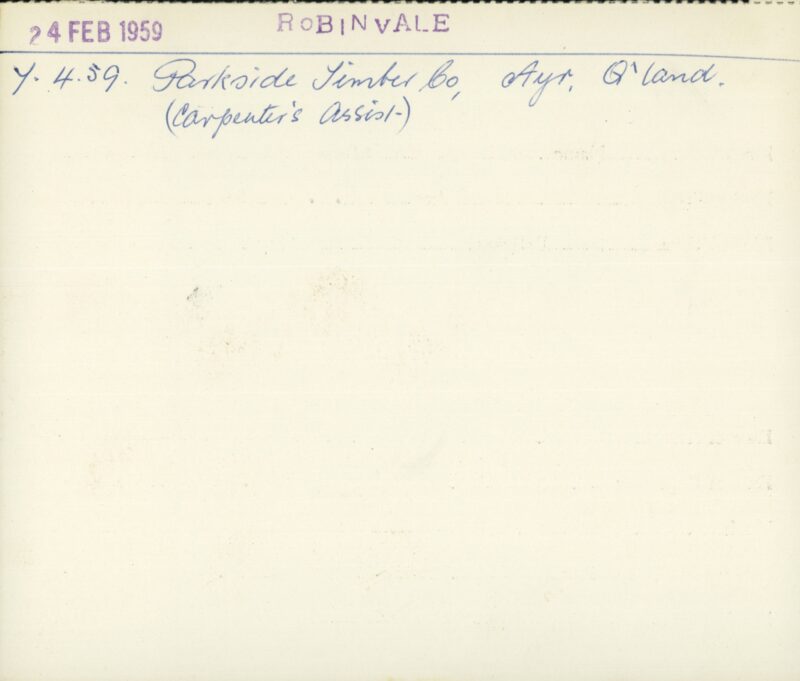 24 FEB 1959 ROBINVALE
7. 4. 59. Parkside Timber Co, Ayr, Q'land.
(Carpenter's Assist-)